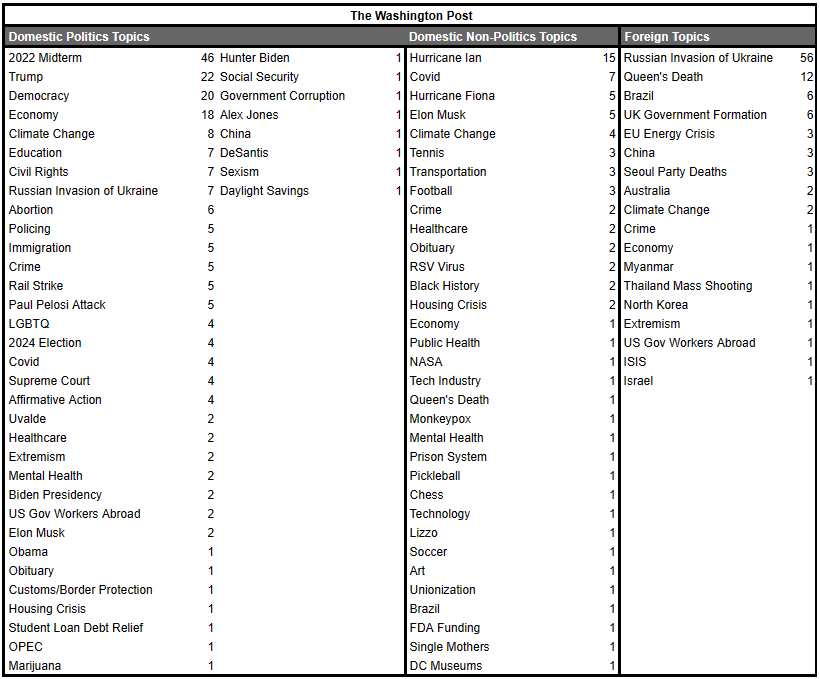 The Washington Post
Domestic Politics Topics Domestic Non-Politics Topics Foreign Topics
2022 Midterm 46 Hunter Biden 1 Hurricane Ian 15 Russian Invasion of Ukraine 56
Trump 22 Social Security 1 Covid 7 Queen's Death 12
Democracy 20 Government Corruption 1 Hurricane Fiona 5 Brazil 6
Economy 18 Alex Jones 1 Elon Musk 5 UK Government Formation 6
Climate Change 8 China 1 Climate Change 4 EU Energy Crisis 3
Education 7 DeSantis 1 Tennis 3 China 3
Civil Rights 7 Sexism 1 Transportation 3 Seoul Party Deaths 3
Russian Invasion of Ukraine 7 Daylight Savings 1 Football 3 Australia 2
Abortion 6 Crime 2 Climate Change 2
Policing 5 Healthcare 2 Crime 1
Immigration 5 Obituary 2 Economy 1
Crime 5 RSV Virus 2 Myanmar 1
Rail Strike 5 Black History 2 Thailand Mass Shooting 1
Paul Pelosi Attack 5 Housing Crisis 2 North Korea 1
LGBTQ 4 Economy 1 Extremism 1
2024 Election 4 Public Health 1 US Gov Workers Abroad 1
Covid 4 NASA 1 ISIS 1
Supreme Court 4 Tech Industry 1 Israel 1
Affirmative Action 4 Queen's Death 1
Uvalde 2 Monkeypox 1
Healthcare 2 Mental Health 1
Extremism 2 Prison System 1
Mental Health 2 Pickleball 1
Biden Presidency 2 Chess 1
US Gov Workers Abroad 2 Technology 1
Elon Musk 2 Lizzo 1
Obama 1 Soccer 1
Obituary 1 Art 1
Customs/Border Protection 1 Unionization 1
Housing Crisis 1 Brazil 1
Student Loan Debt Relief 1 FDA Funding 1
OPEC 1 Single Mothers 1
Marijuana 1 DC Museums 1